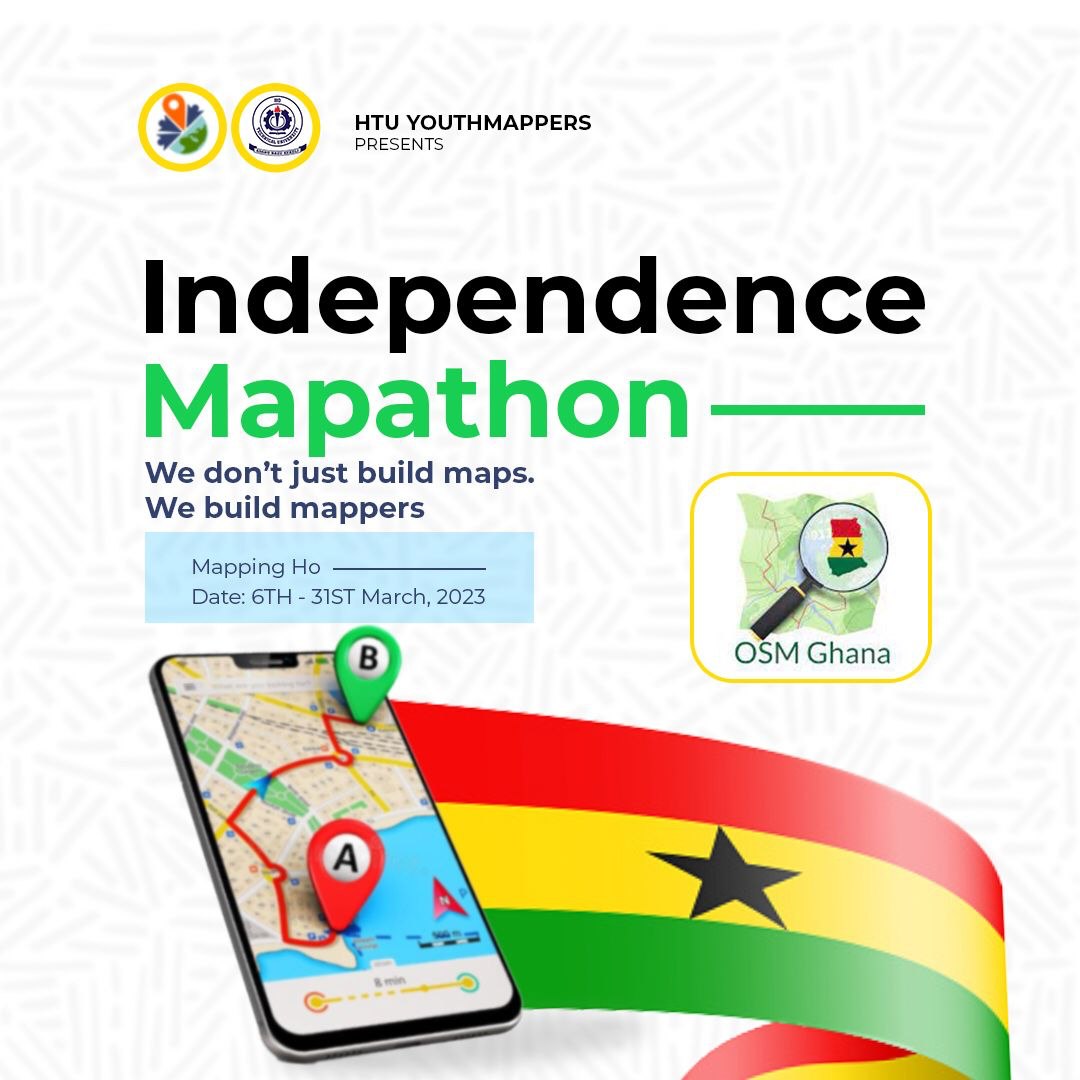 HTU YOUTHMAPPERS
PRESENTS
Independence
Mapathon
We don’t just build maps.
We build mappers
Mapping Ho
Date: 6TH - 31ST March, 2023
OSM Ghana
B
A
N
8 min